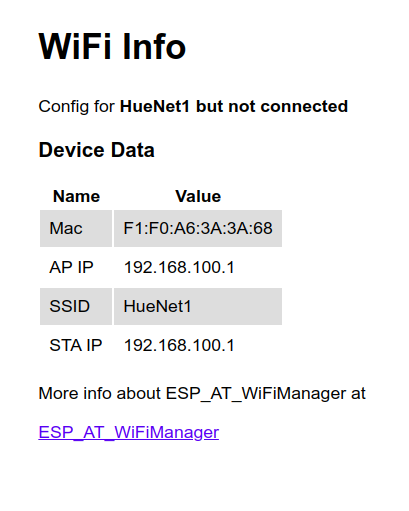 WiFi Info
Config for HueNet1 but not connected
Device Data
Name Value
Mac F1:F0:A6:3A:3A:68
AP IP 192.168.100.1
SSID HueNet1
STA IP 192.168.100.1
More info about ESP_AT_WiFiManager at
ESP_AT_WiFiManager